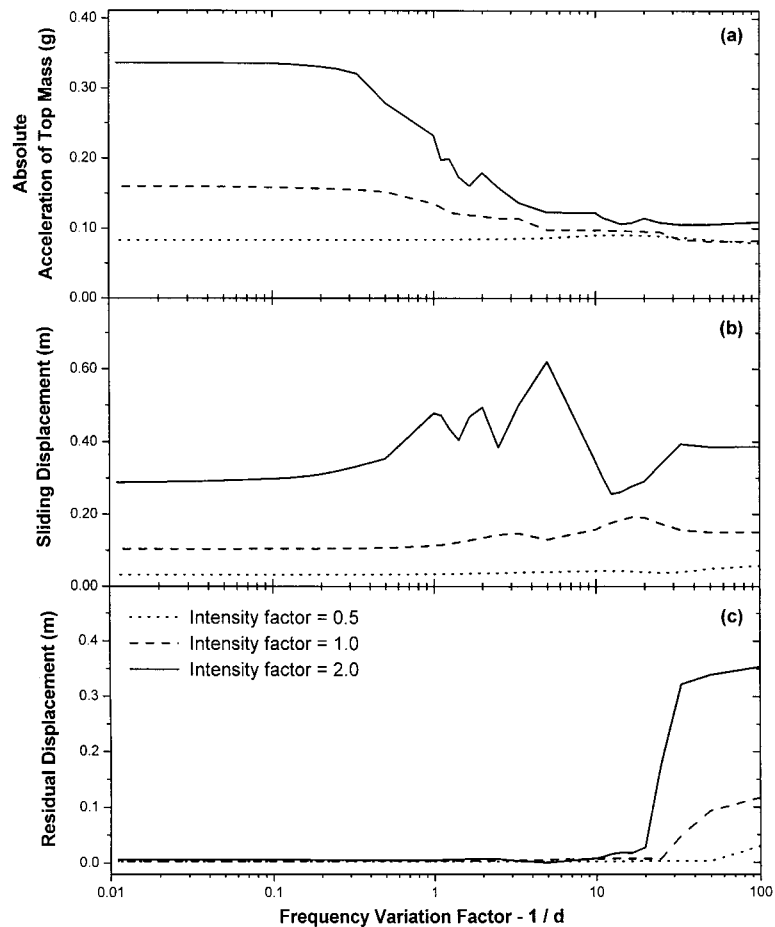 (a)
Absolute
Acceleration of Top Mass (g)
0.40
0.30
0.20
0.10
0.00
(b)
Sliding Displacement (m)
0.60
0.40
0.20
0.00
(c)
Intensity factor = 0.5
Intensity factor = 1.0
Intensity factor = 2.0
Residual Displacement (m)
0.4
0.3
0.2
0.1
0.0
0.01 0.1 1 10 100
Frequency Variation Factor - 1 / d